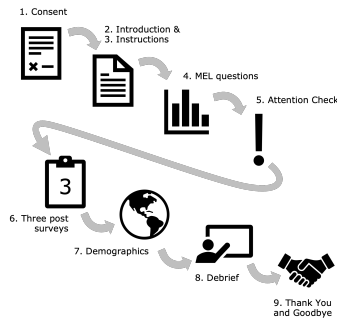 1. Consent
2. Introduction &
3. Instructions
4. MEL questions
5. Attention Check
3
6. Three post
surveys
7. Demographics
8. Debrief
9. Thank You
and Goodbye